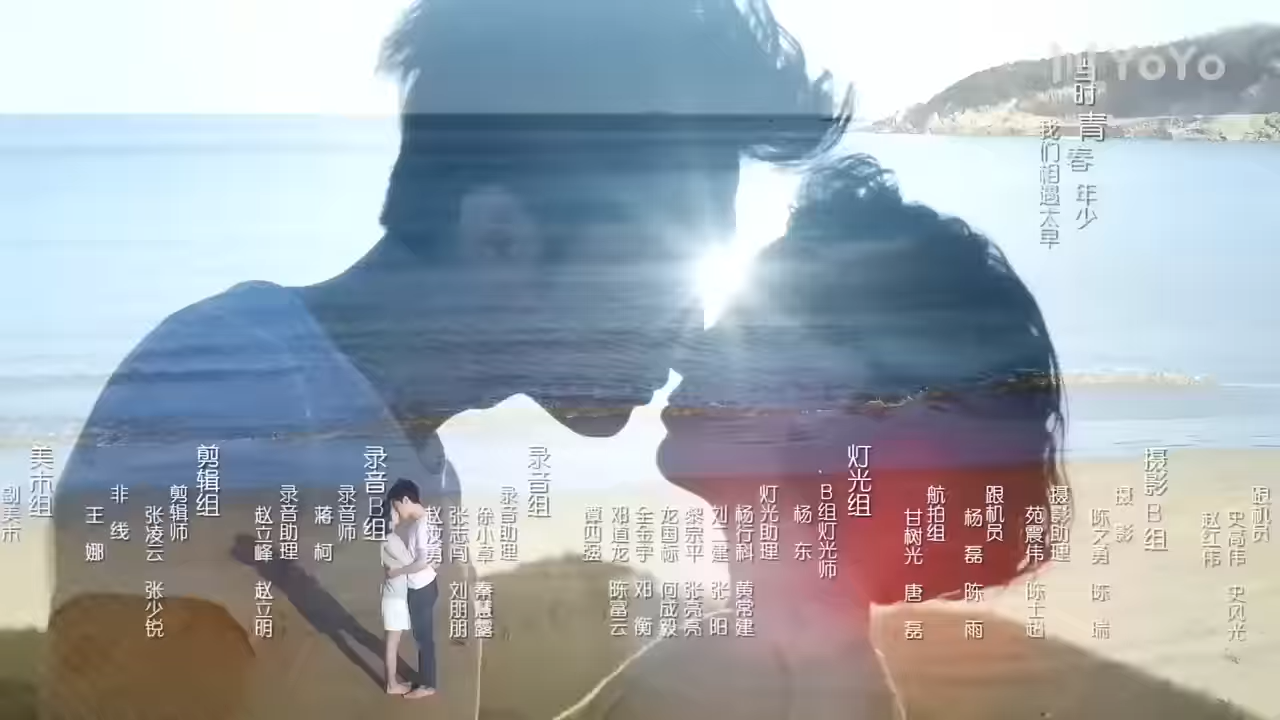 YoYo
当时
青春
年少
我们相遇太早
跟机员
史高伟 史风光
赵红伟
摄影B组
摄影
陈文勇 陈瑞
摄影助理
苑震伟
跟机员
杨磊 陈雨
航拍组
甘树光 唐磊
灯光组
B组灯光师
杨东
灯光助理
杨行科 黄常建
刘二建 张阳
黎宗平 张亮亮
龙国标 何成毅
全金宇 邓衡
邓道龙 陈富云
覃四强
录音组
录音助理
徐小章 秦慧露
张志闯 刘朋朋
赵汝勇
录音B组
录音师
蒋柯
录音助理
赵立峰 赵立明
剪辑组
剪辑师
张凌云 张少锐
非线
王娜
美术组
副美术